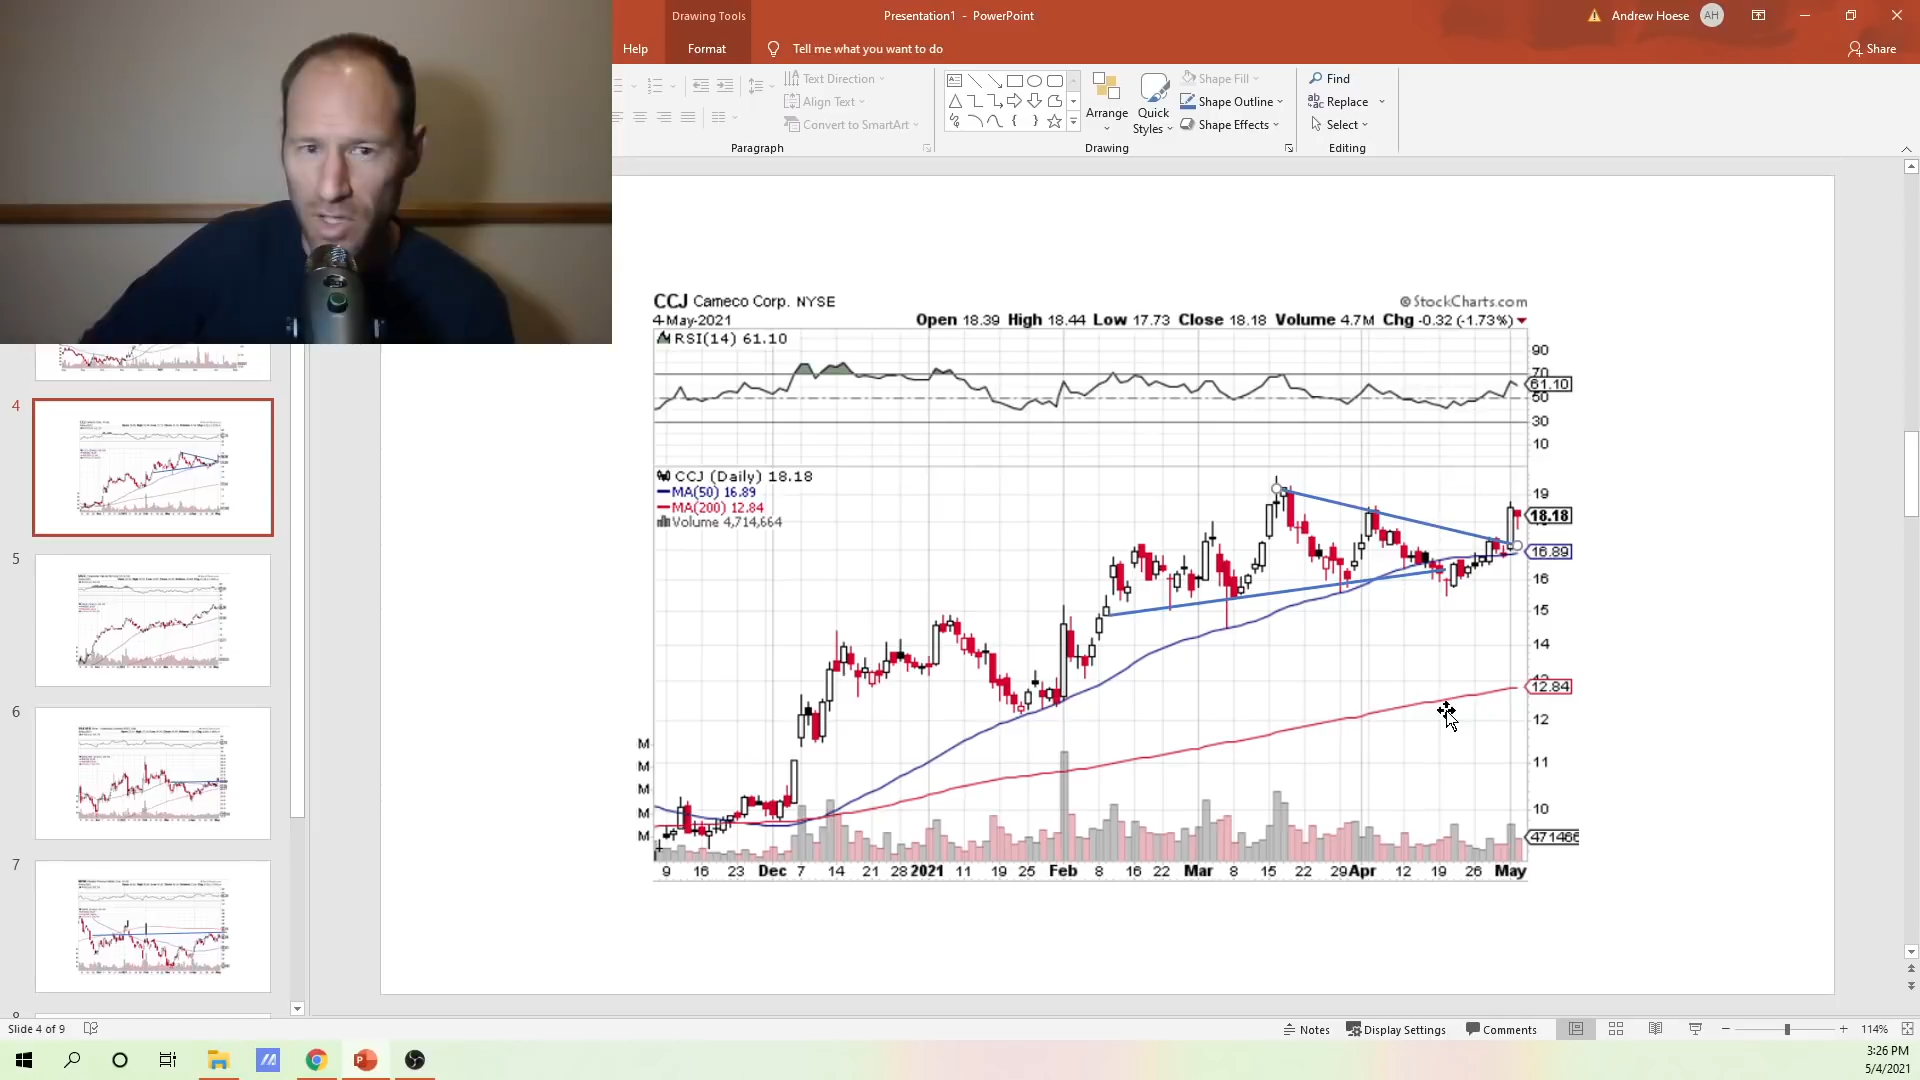 Drawing Tools
Presentation1 - PowerPoint
Andrew Hoese AH
Help Format Tell me what you want to do Share
Text Direction
Align Text
Convert to SmartArt
Arrange
Quick Styles
Shape Fill
Shape Outline
Shape Effects
Find
Replace
Select
Paragraph Drawing Editing
CCJ Cameco Corp. NYSE © StockCharts.com
4-May-2021 Open 18.39 High 18.44 Low 17.73 Close 18.18 Volume 4.7M Chg -0.32 (-1.73%)
RSI(14) 61.10
90
70
61.10
50
30
10
CCJ (Daily) 18.18
MA(50) 16.89
MA(200) 12.84
Volume 4,714,664
19
18.18
16.89
16
15
14
12.84
12
11
10
M
M
M
M
M
9 16 23 Dec 7 14 21 28 2021 11 19 25 Feb 8 16 22 Mar 8 15 22 29 Apr 12 19 26 May
4
5
6
7
Slide 4 of 9
Notes Display Settings Comments 114%
3:26 PM
5/4/2021